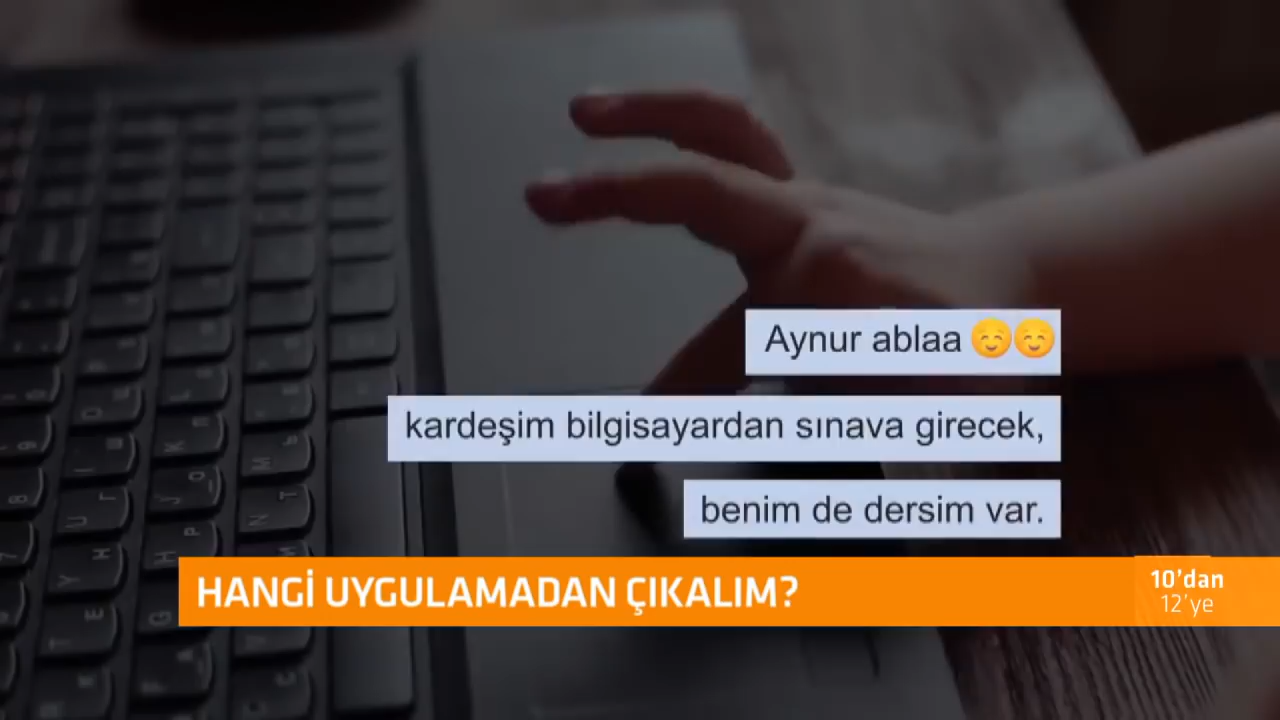 Aynur ablaa ☺️☺️
kardeşim bilgisayardan sınava girecek,
benim de dersim var.
HANGİ UYGULAMADAN ÇIKALIM?
10'dan
12'ye